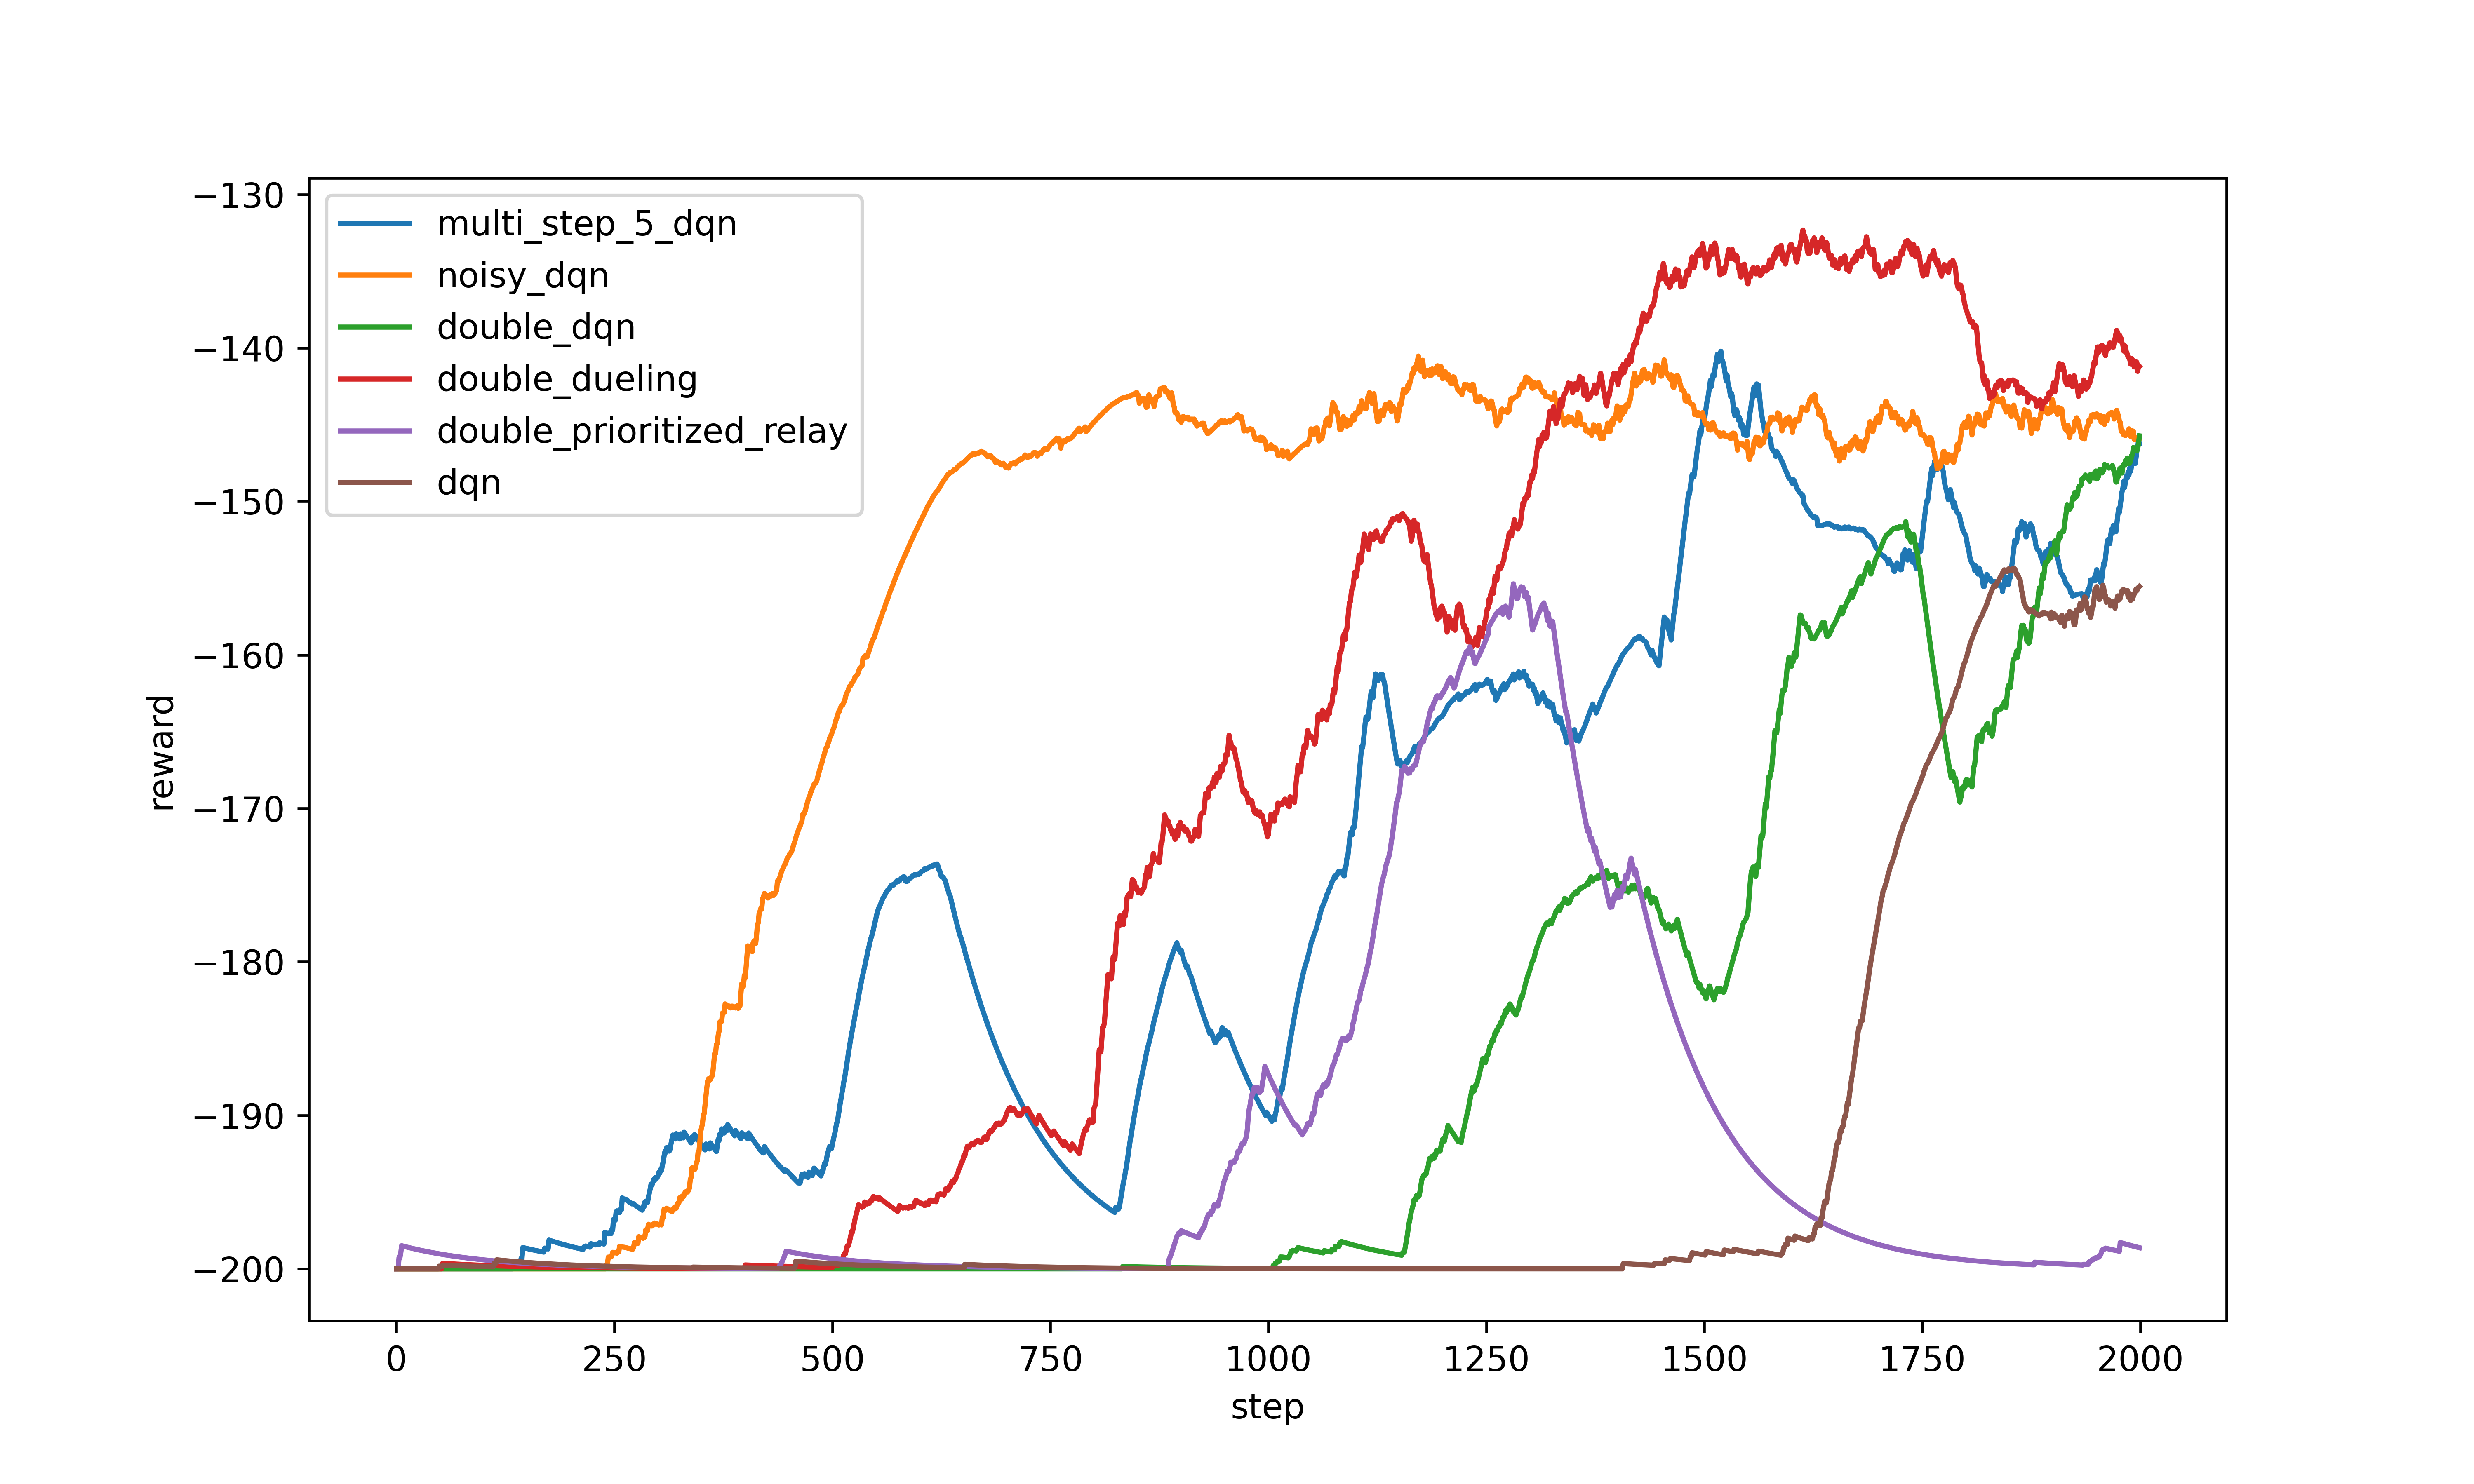 −130
−140
−150
−160
−170
−180
−190
−200
reward
multi_step_5_dqn
noisy_dqn
double_dqn
double_dueling
double_prioritized_relay
dqn
0 250 500 750 1000 1250 1500 1750 2000
step